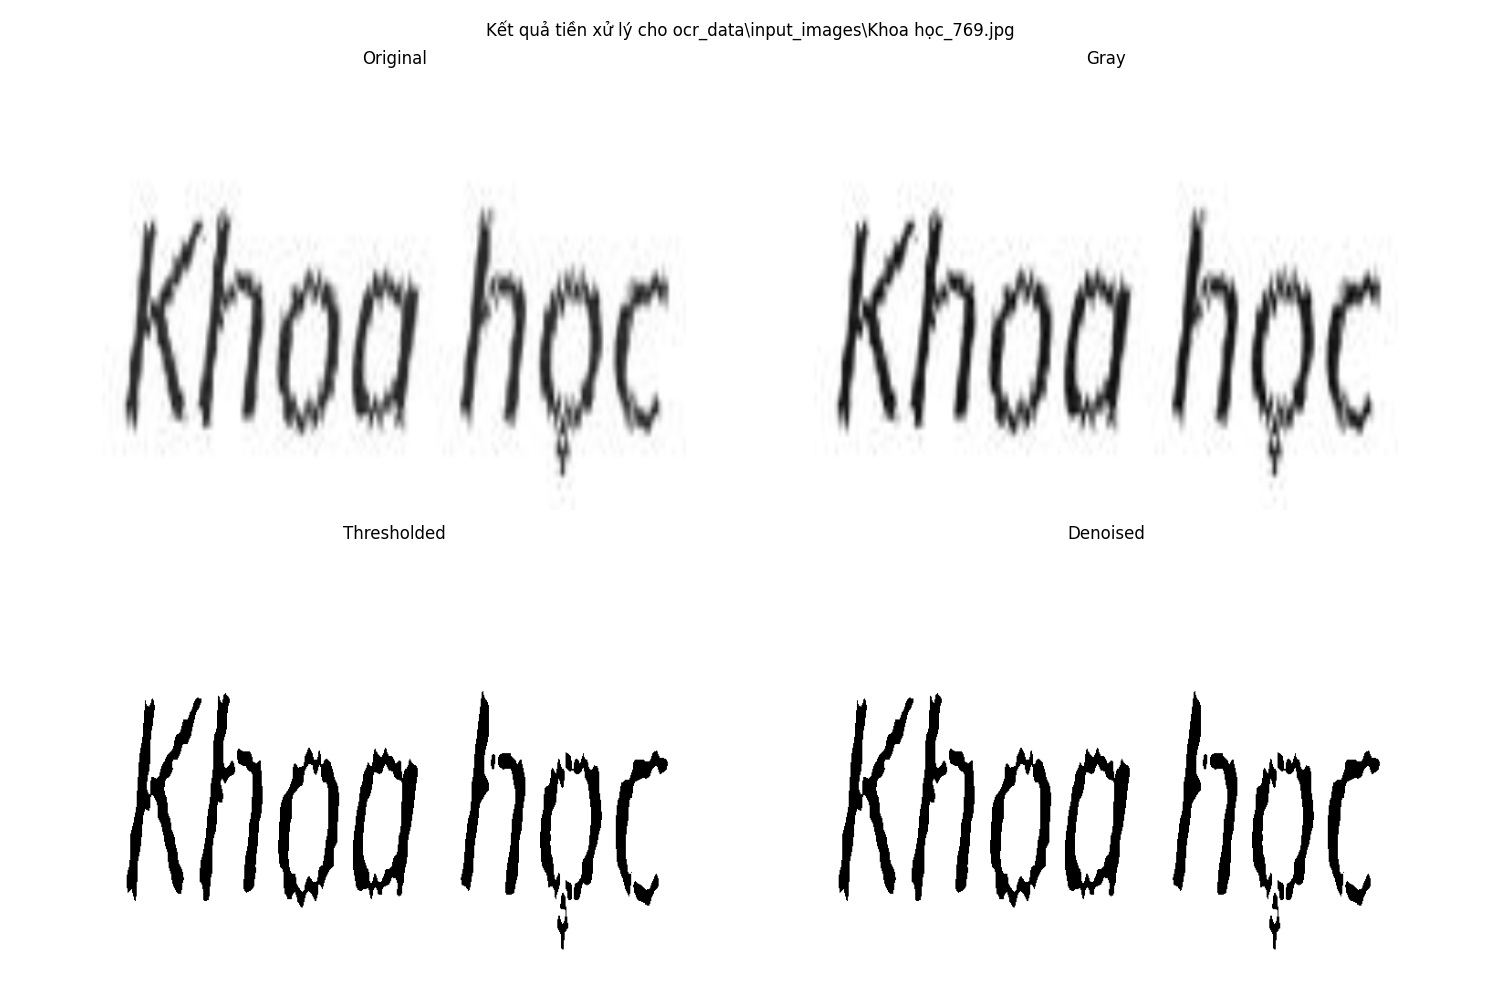 Kết quả tiền xử lý cho ocr_data\input_images\Khoa học_769.jpg
Original
Gray
Khoa học
Khoa học
Thresholded
Denoised
Khoa học
Khoa học